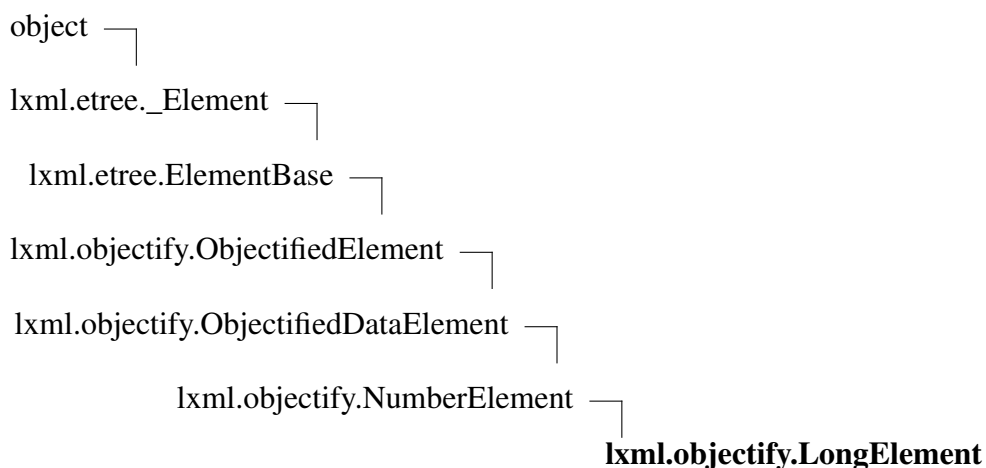 object
lxml.etree._Element
lxml.etree.ElementBase
lxml.objectify.ObjectifiedElement
lxml.objectify.ObjectifiedDataElement
lxml.objectify.NumberElement
lxml.objectify.LongElement